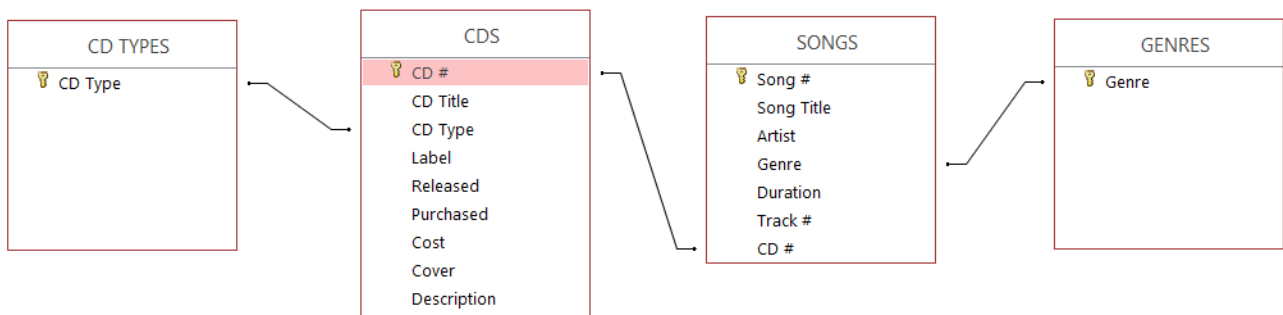 CD TYPES
CD Type
CDS
CD #
CD Title
CD Type
Label
Released
Purchased
Cost
Cover
Description
SONGS
Song #
Song Title
Artist
Genre
Duration
Track #
CD #
GENRES
Genre